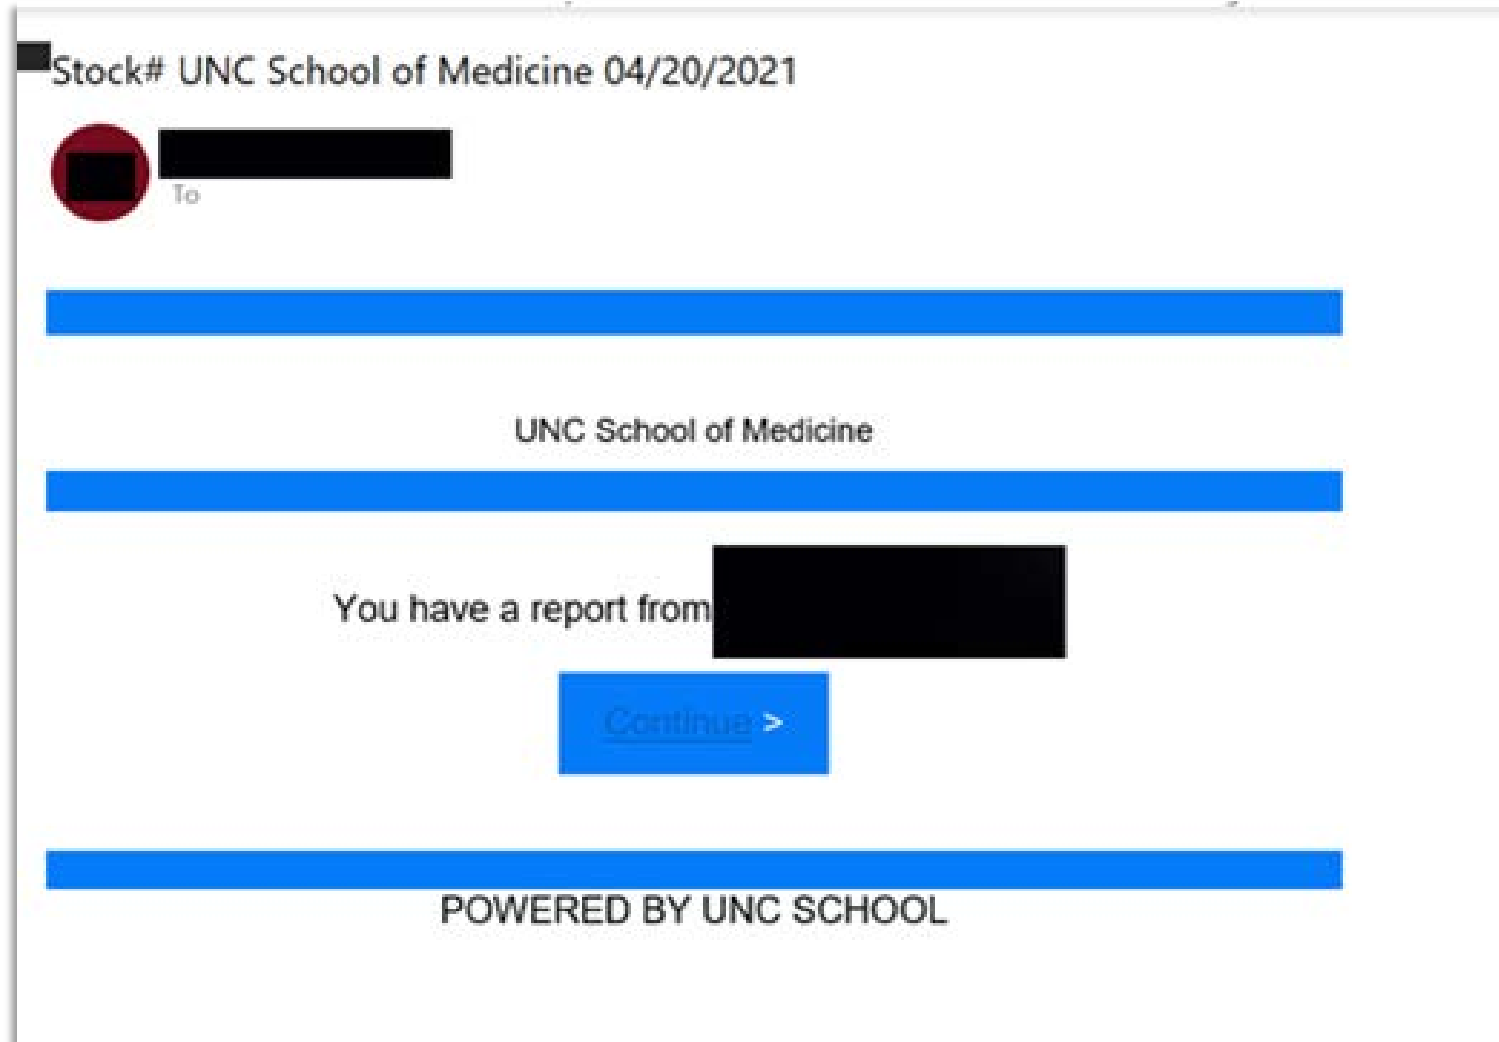 Stock# UNC School of Medicine 04/20/2021
To
UNC School of Medicine
You have a report from
Continue >
POWERED BY UNC SCHOOL